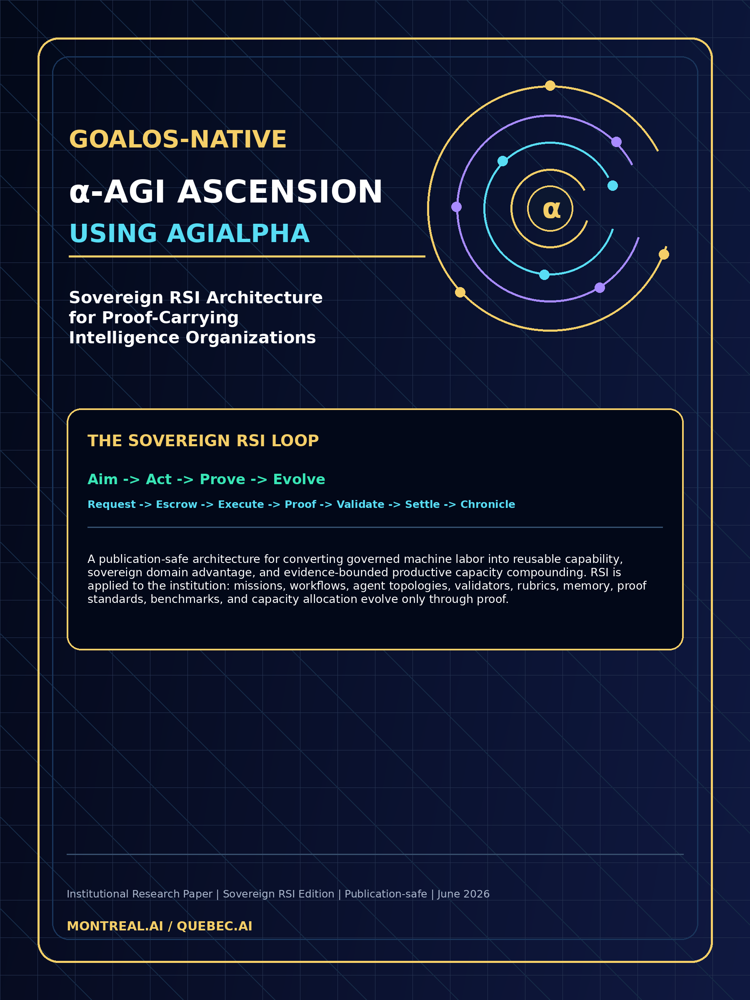 GOALOS-NATIVE
α-AGI ASCENSION
USING AGIALPHA
α
Sovereign RSI Architecture
for Proof-Carrying
Intelligence Organizations
THE SOVEREIGN RSI LOOP
Aim -> Act -> Prove -> Evolve
Request -> Escrow -> Execute -> Proof -> Validate -> Settle -> Chronicle
A publication-safe architecture for converting governed machine labor into reusable capability,
sovereign domain advantage, and evidence-bounded productive capacity compounding. RSI is
applied to the institution: missions, workflows, agent topologies, validators, rubrics, memory, proof
standards, benchmarks, and capacity allocation evolve only through proof.
Institutional Research Paper | Sovereign RSI Edition | Publication-safe | June 2026
MONTREAL.AI / QUEBEC.AI